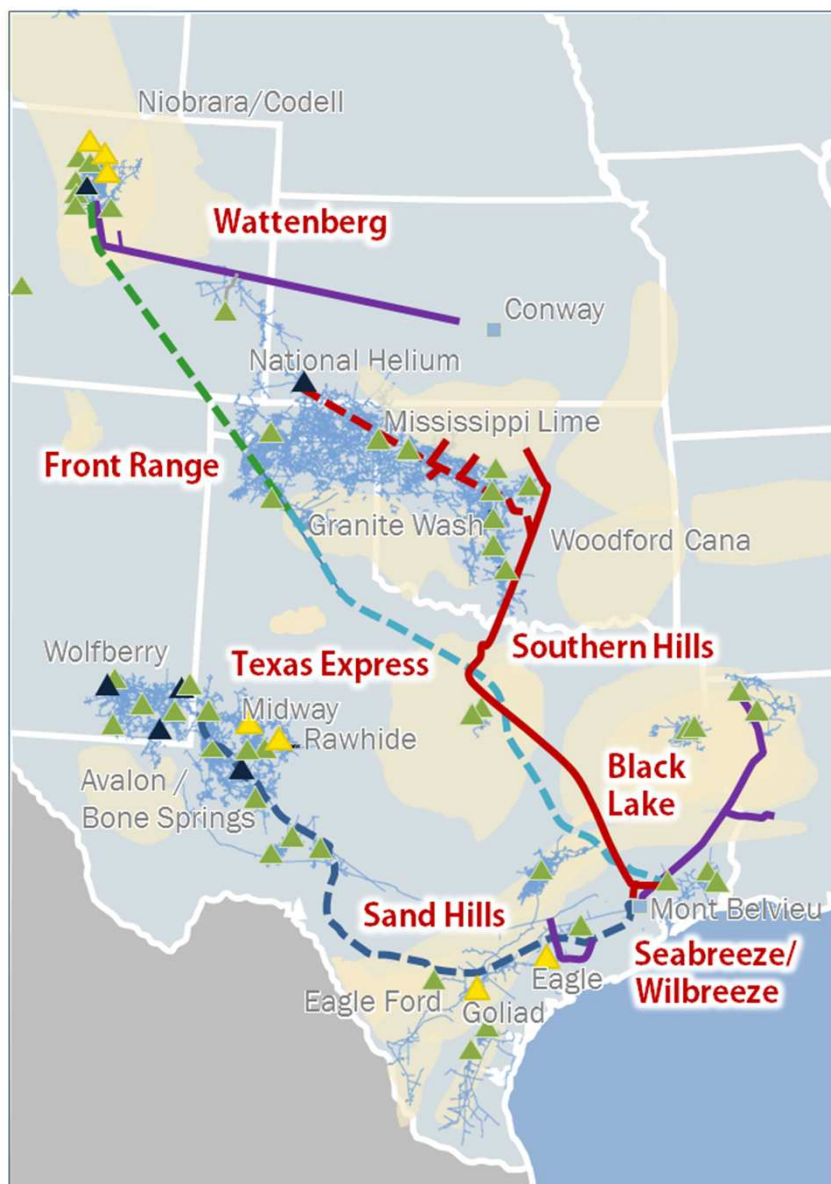 Niobrara/Codell
Wattenberg
Conway
National Helium
Mississippi Lime
Front Range
Granite Wash
Woodford Cana
Southern Hills
Wolfberry
Texas Express
Midway
Rawhide
Black
Lake
Avalon /
Bone Springs
Sand Hills
Mont Belvieu
Seabreeze/
Wilbreeze
Eagle
Eagle Ford
Goliad